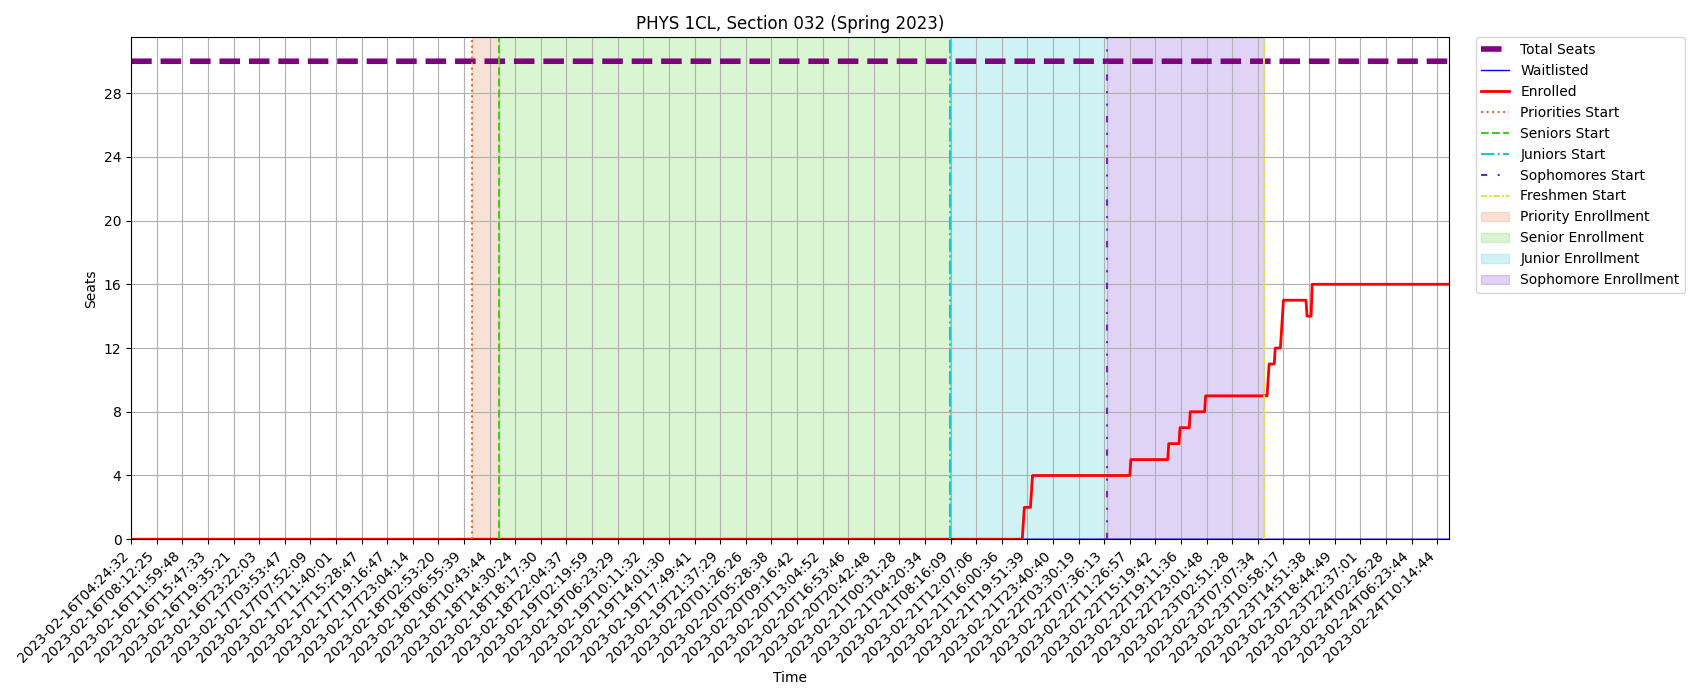 PHYS 1CL, Section 032 (Spring 2023)
Total Seats
Waitlisted
Enrolled
Priorities Start
Seniors Start
Juniors Start
Sophomores Start
Freshmen Start
Priority Enrollment
Senior Enrollment
Junior Enrollment
Sophomore Enrollment
Seats
28
24
20
16
12
8
4
0
2023-02-16T04:24:32
2023-02-16T08:12:25
2023-02-16T11:59:48
2023-02-16T15:47:33
2023-02-16T19:35:21
2023-02-16T23:22:03
2023-02-17T03:53:47
2023-02-17T07:52:09
2023-02-17T11:40:01
2023-02-17T15:28:47
2023-02-17T19:16:47
2023-02-17T23:04:14
2023-02-18T02:53:20
2023-02-18T06:55:39
2023-02-18T10:43:44
2023-02-18T14:30:24
2023-02-18T18:17:30
2023-02-18T22:04:37
2023-02-19T02:19:59
2023-02-19T06:23:29
2023-02-19T10:11:32
2023-02-19T14:01:30
2023-02-19T17:49:41
2023-02-19T21:37:29
2023-02-20T01:26:26
2023-02-20T05:28:38
2023-02-20T09:16:42
2023-02-20T13:04:52
2023-02-20T16:53:46
2023-02-20T20:42:48
2023-02-21T00:31:28
2023-02-21T04:20:34
2023-02-21T08:16:09
2023-02-21T12:07:06
2023-02-21T16:00:36
2023-02-21T19:51:39
2023-02-21T23:40:40
2023-02-22T03:30:19
2023-02-22T07:36:13
2023-02-22T11:26:57
2023-02-22T15:19:42
2023-02-22T19:11:36
2023-02-22T23:01:48
2023-02-23T02:51:28
2023-02-23T07:07:34
2023-02-23T10:58:17
2023-02-23T14:51:38
2023-02-23T18:44:49
2023-02-23T22:37:01
2023-02-24T02:26:28
2023-02-24T06:23:44
2023-02-24T10:14:44
Time